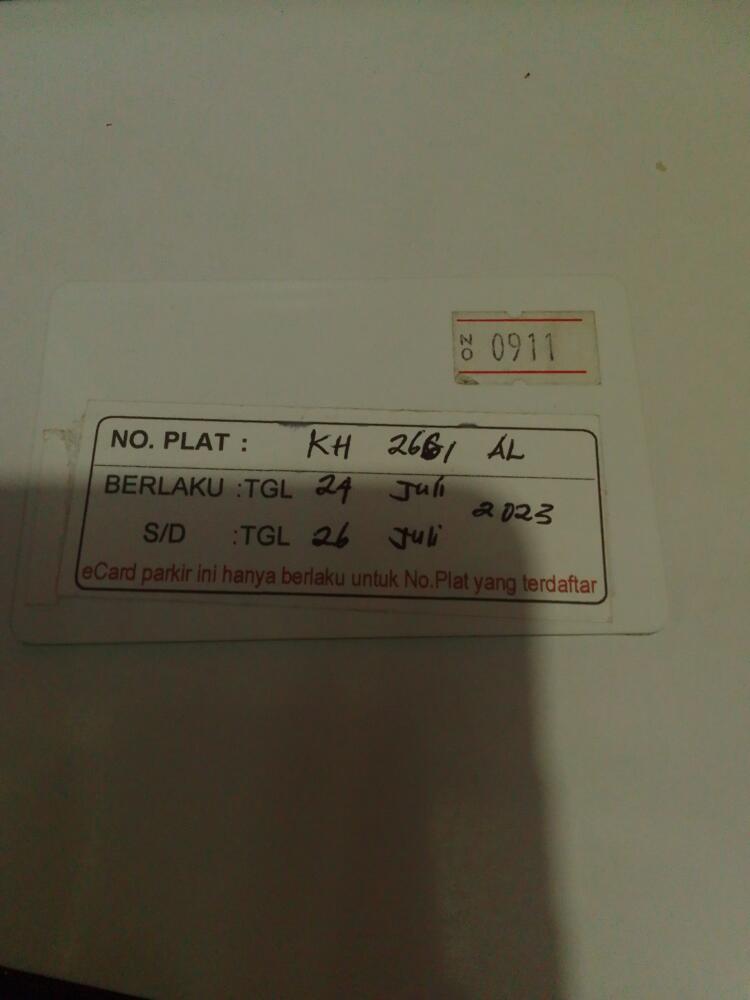 NO 0911
NO. PLAT : KH AL
BERLAKU :TGL 24 Juli 2023
S/D :TGL 26 Juli
eCard parkir ini hanya berlaku untuk No.Plat yang terdaftar